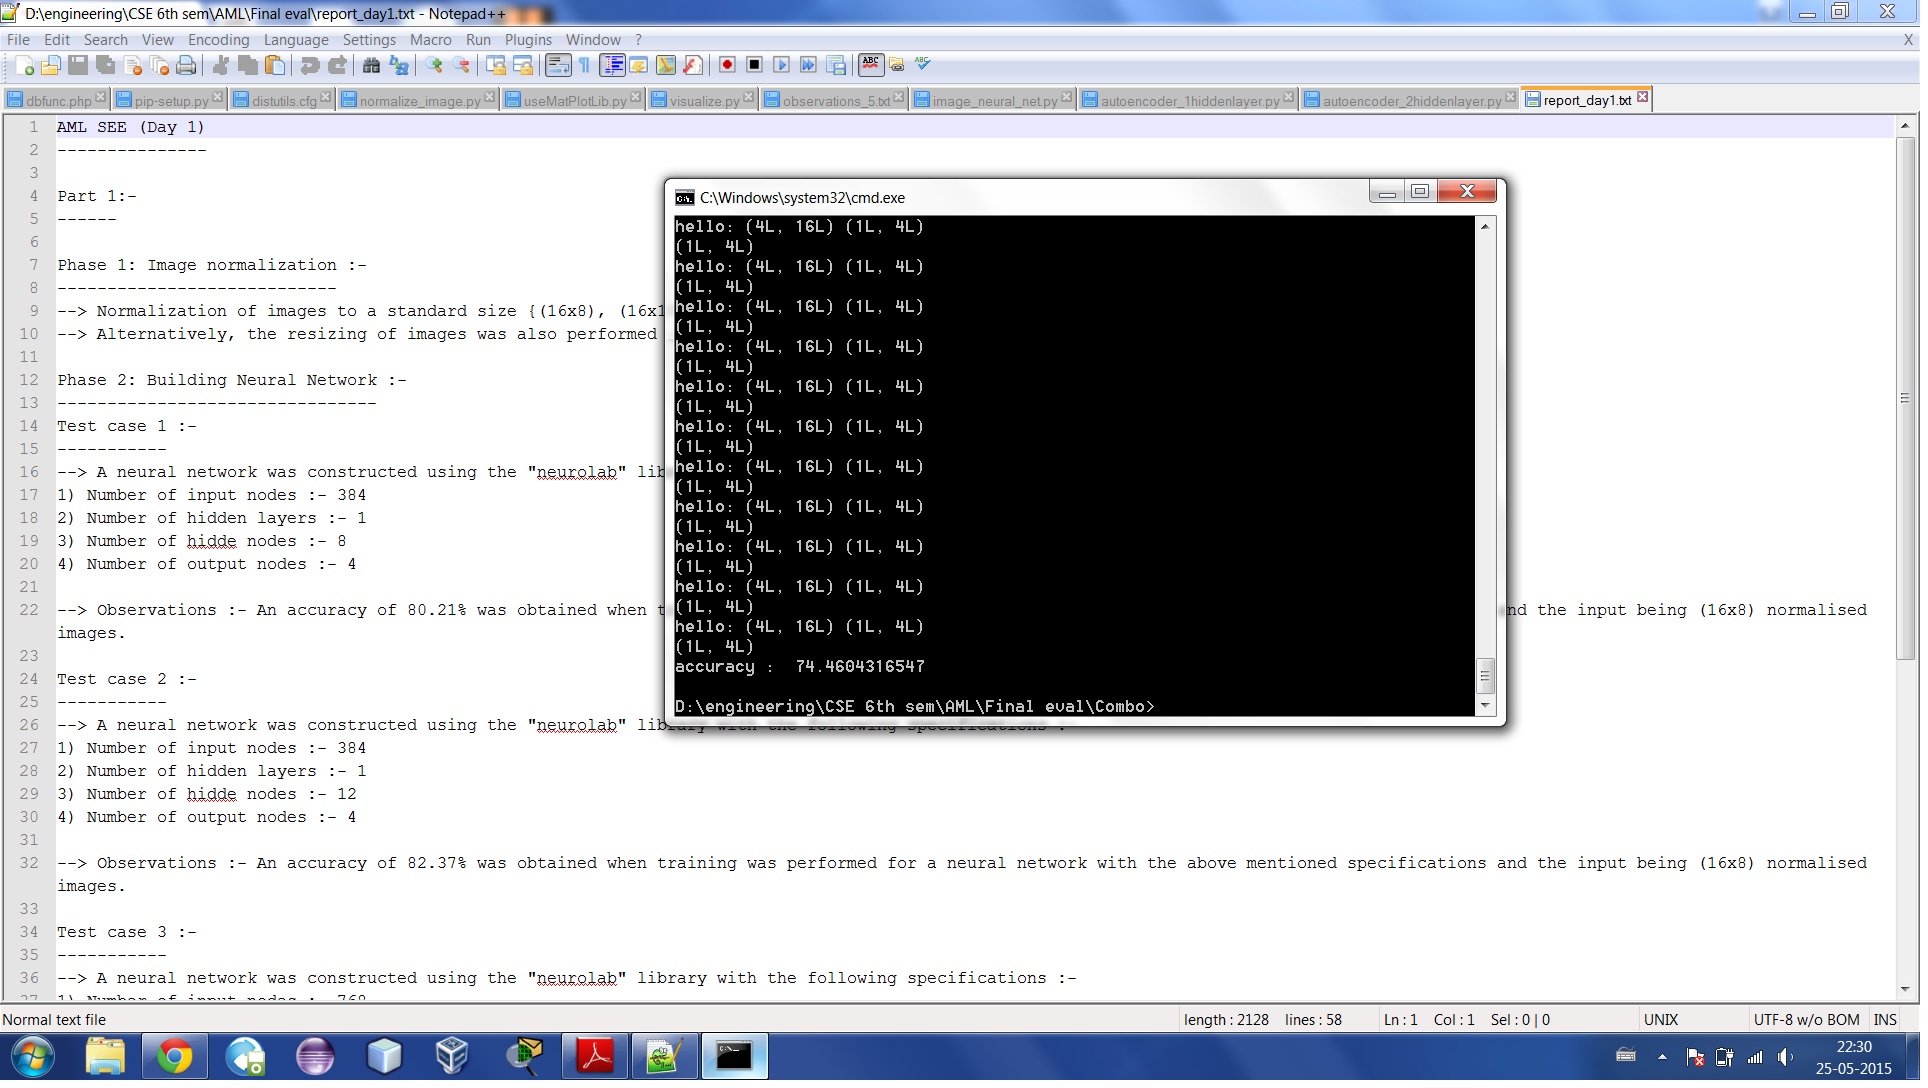 D:\engineering\CSE 6th sem\AML\Final eval\report_day1.txt - Notepad++
File Edit Search View Encoding Language Settings Macro Run Plugins Window ? X
dbfunc.php pip-setup.py distutils.cfg normalize_image.py useMatPlotLib.py visualize.py observations_5.txt image_neural_net.py autoencoder_1hiddenlayer.py autoencoder_2hiddenlayer.py report_day1.txt
1 AML SEE (Day 1)
2 ---------------
3
4 Part 1:-
5 ------
6
7 Phase 1: Image normalization :-
8 ----------------------------
9 --> Normalization of images to a standard size {(16x8), (16x1
10 --> Alternatively, the resizing of images was also performed
11
12 Phase 2: Building Neural Network :-
13 --------------------------------
14 Test case 1 :-
15 -----------
16 --> A neural network was constructed using the "neurolab" lib
17 1) Number of input nodes :- 384
18 2) Number of hidden layers :- 1
19 3) Number of hidde nodes :- 8
20 4) Number of output nodes :- 4
21
22 --> Observations :- An accuracy of 80.21% was obtained when t nd the input being (16x8) normalised
images.
23
24 Test case 2 :-
25 -----------
26 --> A neural network was constructed using the "neurolab" library with the following specifications :-
27 1) Number of input nodes :- 384
28 2) Number of hidden layers :- 1
29 3) Number of hidde nodes :- 12
30 4) Number of output nodes :- 4
31
32 --> Observations :- An accuracy of 82.37% was obtained when training was performed for a neural network with the above mentioned specifications and the input being (16x8) normalised
images.
33
34 Test case 3 :-
35 -----------
36 --> A neural network was constructed using the "neurolab" library with the following specifications :-
37 1) Number of input nodes :- 768
C:\Windows\system32\cmd.exe
hello: (4L, 16L) (1L, 4L)
(1L, 4L)
hello: (4L, 16L) (1L, 4L)
(1L, 4L)
hello: (4L, 16L) (1L, 4L)
(1L, 4L)
hello: (4L, 16L) (1L, 4L)
(1L, 4L)
hello: (4L, 16L) (1L, 4L)
(1L, 4L)
hello: (4L, 16L) (1L, 4L)
(1L, 4L)
hello: (4L, 16L) (1L, 4L)
(1L, 4L)
hello: (4L, 16L) (1L, 4L)
(1L, 4L)
hello: (4L, 16L) (1L, 4L)
(1L, 4L)
hello: (4L, 16L) (1L, 4L)
(1L, 4L)
hello: (4L, 16L) (1L, 4L)
(1L, 4L)
accuracy :  74.4604316547
D:\engineering\CSE 6th sem\AML\Final eval\Combo>
Normal text file length : 2128 lines : 58 Ln : 1 Col : 1 Sel : 0 | 0 UNIX UTF-8 w/o BOM INS
22:30
25-05-2015